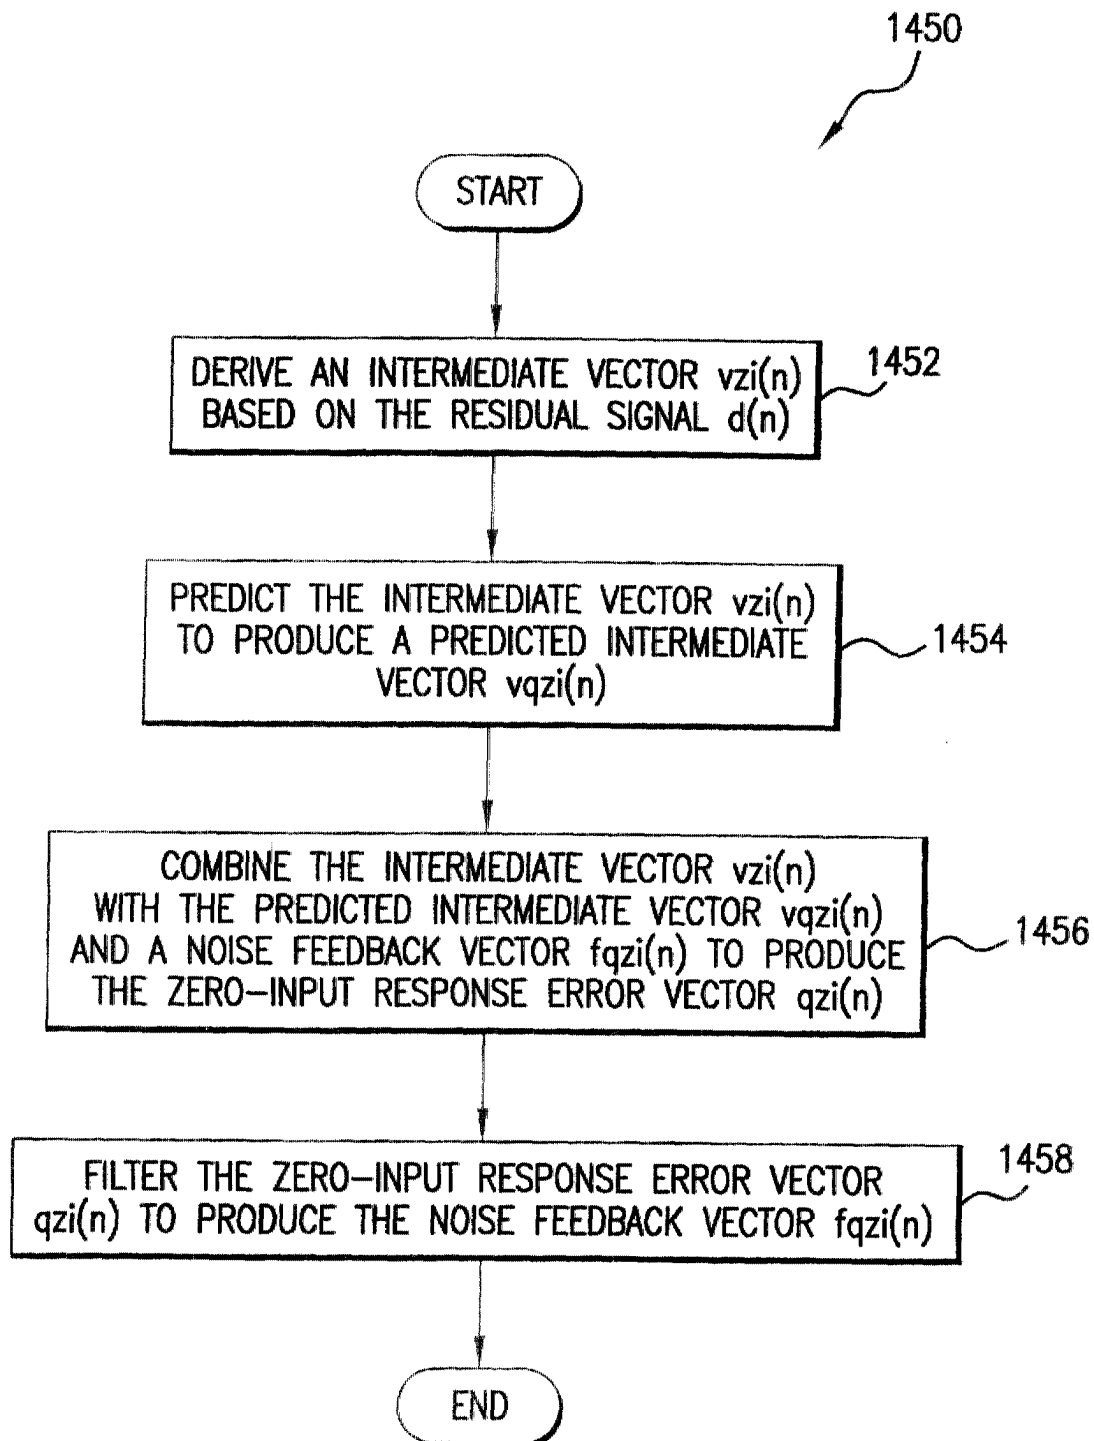 1450
START
DERIVE AN INTERMEDIATE VECTOR vzi(n)
BASED ON THE RESIDUAL SIGNAL d(n)
1452
PREDICT THE INTERMEDIATE VECTOR vzi(n)
TO PRODUCE A PREDICTED INTERMEDIATE
VECTOR vqzi(n)
1454
COMBINE THE INTERMEDIATE VECTOR vzi(n)
WITH THE PREDICTED INTERMEDIATE VECTOR vqzi(n)
AND A NOISE FEEDBACK VECTOR fqzi(n) TO PRODUCE
THE ZERO-INPUT RESPONSE ERROR VECTOR qzi(n)
1456
FILTER THE ZERO-INPUT RESPONSE ERROR VECTOR
qzi(n) TO PRODUCE THE NOISE FEEDBACK VECTOR fqzi(n)
1458
END